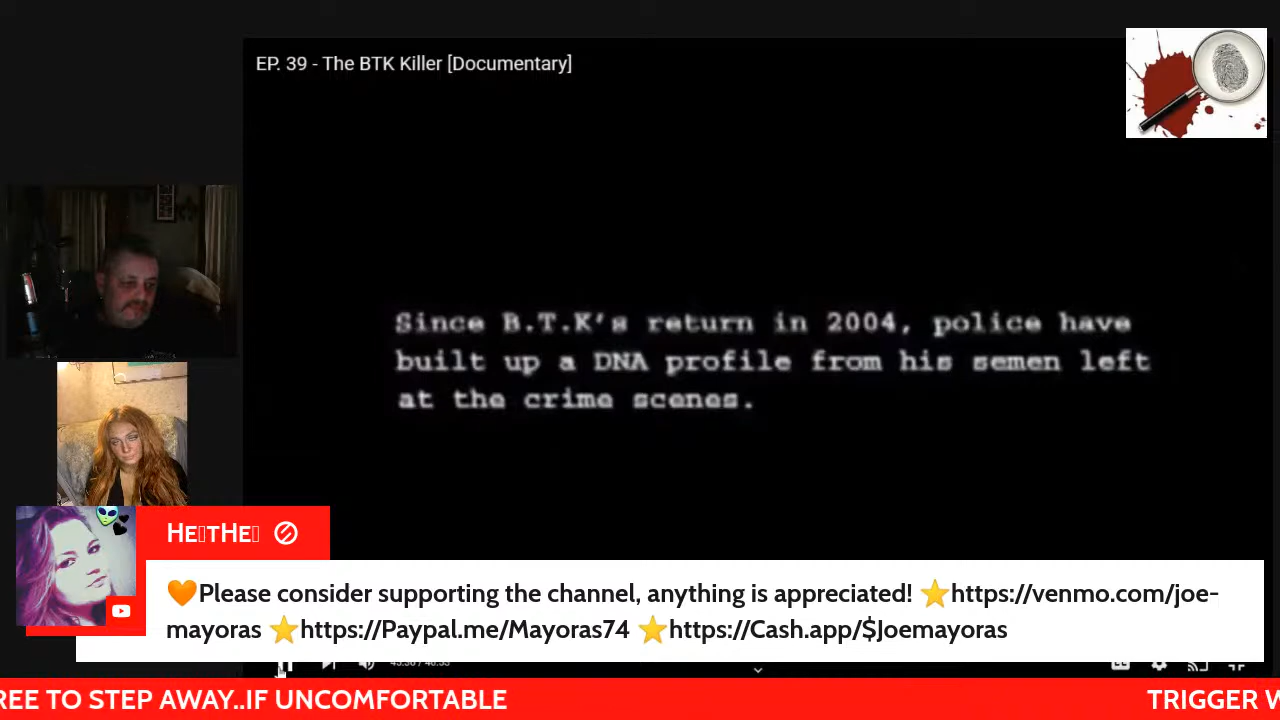 EP. 39 - The BTK Killer [Documentary]
Since B.T.K's return in 2004, police have
built up a DNA profile from his semen left
at the crime scenes.
🧡Please consider supporting the channel, anything is appreciated! ⭐https://venmo.com/joe-
mayoras ⭐https://Paypal.me/Mayoras74 ⭐https://Cash.app/$Joemayoras
REE TO STEP AWAY..IF UNCOMFORTABLE
TRIGGER W